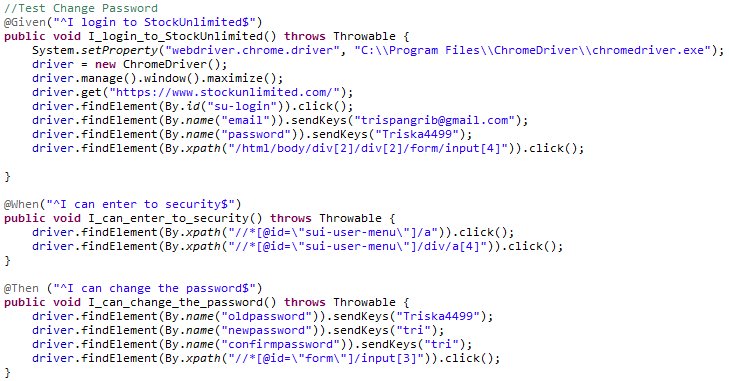 //Test Change Password
@Given("^I login to StockUnlimited$")
public void I_login_to_StockUnlimited() throws Throwable {
    System.setProperty("webdriver.chrome.driver", "C:\\Program Files\\ChromeDriver\\chromedriver.exe");
    driver = new ChromeDriver();
    driver.manage().window().maximize();
    driver.get("https://www.stockunlimited.com/");
    driver.findElement(By.id("su-login")).click();
    driver.findElement(By.name("email")).sendKeys("trispangrib@gmail.com");
    driver.findElement(By.name("password")).sendKeys("Triska4499");
    driver.findElement(By.xpath("/html/body/div[2]/div[2]/form/input[4]")).click();

}

@When("^I can enter to security$")
public void I_can_enter_to_security() throws Throwable {
    driver.findElement(By.xpath("//*[@id=\"sui-user-menu\"]/a")).click();
    driver.findElement(By.xpath("//*[@id=\"sui-user-menu\"]/div/a[4]")).click();
}

@Then ("^I can change the password$")
public void I_can_change_the_password() throws Throwable {
    driver.findElement(By.name("oldpassword")).sendKeys("Triska4499");
    driver.findElement(By.name("newpassword")).sendKeys("tri");
    driver.findElement(By.name("confirmpassword")).sendKeys("tri");
    driver.findElement(By.xpath("//*[@id=\"form\"]/input[3]")).click();
}